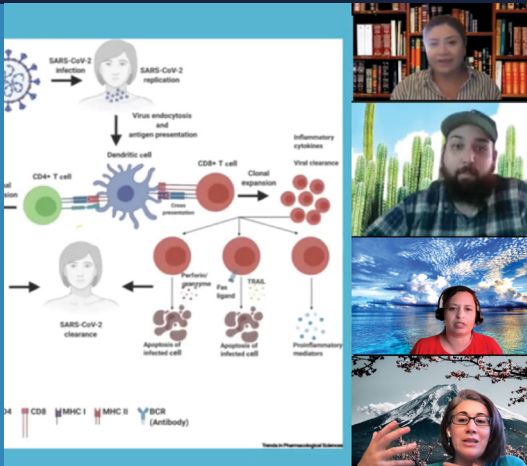 SARS-CoV-2
infection
SARS-CoV-2
replication
Virus endocytosis
and
antigen presentation
Dendritic cell
CD4+ T cell
CD8+ T cell
Cross
presentation
Clonal
expansion
Inflammatory
cytokines
Viral clearance
Perforin/
granzyme
Fas
ligand
TRAIL
SARS-CoV-2
clearance
Apoptosis of
infected cell
Apoptosis of
infected cell
Proinflammatory
mediators
CD8
MHC I
MHC II
BCR
(Antibody)
Trends in Pharmacological Sciences